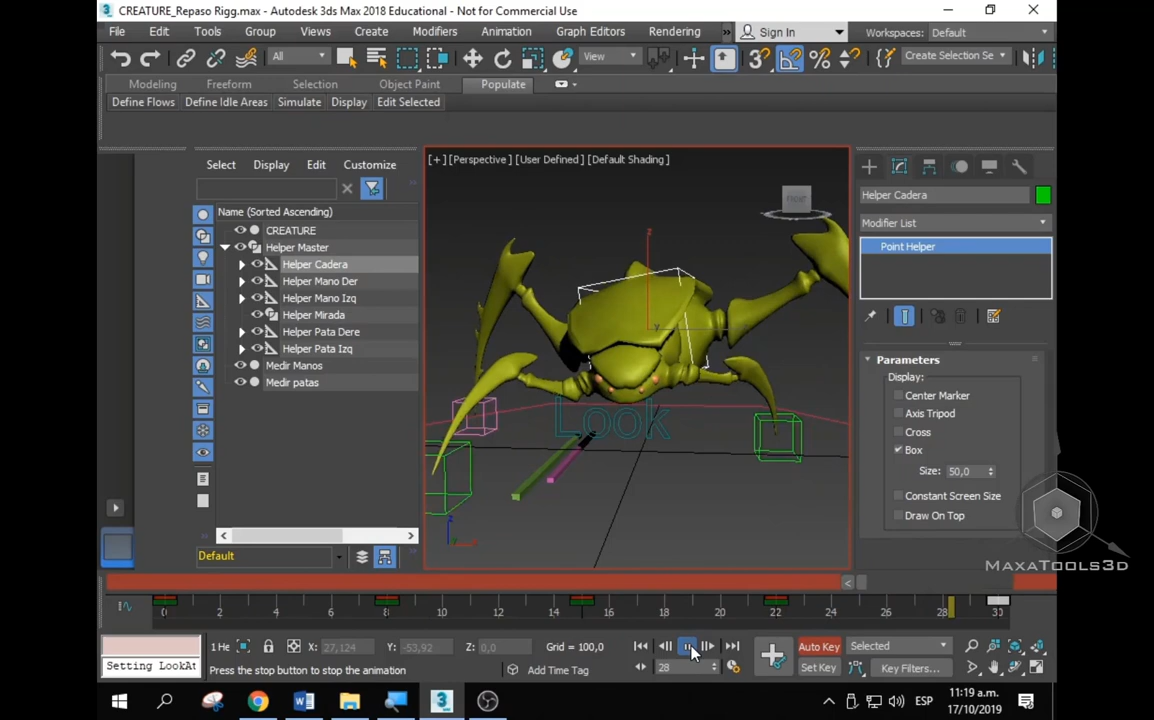 CREATURE_Repaso Rigg.max - Autodesk 3ds Max 2018 Educational - Not for Commercial Use
File Edit Tools Group Views Create Modifiers Animation Graph Editors Rendering » Sign In Workspaces: Default
All View Create Selection Se
Modeling Freeform Selection Object Paint Populate
Define Flows Define Idle Areas Simulate Display Edit Selected
Select Display Edit Customize
Name (Sorted Ascending)
CREATURE
Helper Master
Helper Cadera
Helper Mano Der
Helper Mano Izq
Helper Mirada
Helper Pata Dere
Helper Pata Izq
Medir Manos
Medir patas
Default
[+] [Perspective] [User Defined] [Default Shading]
z
y
Look
Helper Cadera
Modifier List
Point Helper
Parameters
Display:
Center Marker
Axis Tripod
Cross
Box
Size: 50,0
Constant Screen Size
Draw On Top
MAXATOOLS3D
0 2 4 6 8 10 12 14 16 18 20 22 24 26 28 30
1 He X: 27,124 Y: -53,92 Z: 0,0 Grid = 100,0 Auto Key Selected
Setting LookAt Press the stop button to stop the animation Add Time Tag 28 Set Key Key Filters...
ESP
11:19 a.m.
17/10/2019